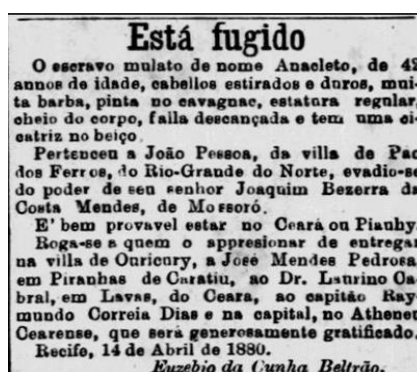 Está fugido
O escravo mulato de nome Anacleto, de 42
annos de idade, cabellos estirados e duros, mui-
ta barba, pinta no cavagnac, estatura regular
cheio do corpo, falla descançada e tem uma ci-
catriz no beiço.
Pertenceu a João Pessoa, da villa de Pac
dos Ferros, do Rio-Grande do Norte, evadio-se
do poder de seu senhor Joaquim Bezerra da
Costa Mendes, de Mossoró.
E' bem provavel estar no Ceará ou Piauhy
Roga-se a quem o appresionar de entregar
na villa de Ouricury, a José Mendes Pedrosa
em Piranhas de Caratiu, ao Dr. Laurino Ca-
bral, em Lavas, do Ceara, ao capitão Ray-
mundo Correia Dias e na capital, no Atheneu
Cearense, que será generosamente gratificado.
Recife, 14 de Abril de 1880.
Euzebio da Cunha Beltrão.